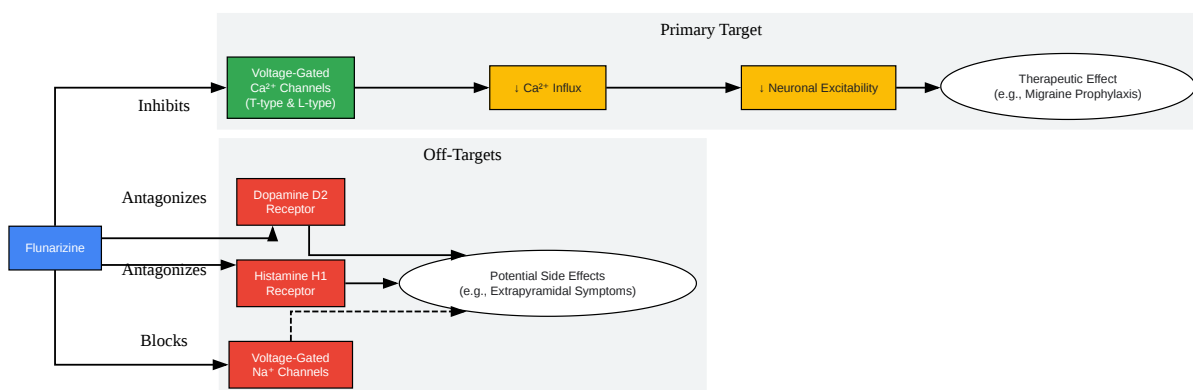 Primary Target
Voltage-Gated
Ca²⁺ Channels
(T-type & L-type)
↓ Ca²⁺ Influx
↓ Neuronal Excitability
Therapeutic Effect
(e.g., Migraine Prophylaxis)
Inhibits
Off-Targets
Antagonizes
Dopamine D2
Receptor
Flunarizine
Antagonizes
Histamine H1
Receptor
Potential Side Effects
(e.g., Extrapyramidal Symptoms)
Blocks
Voltage-Gated
Na⁺ Channels